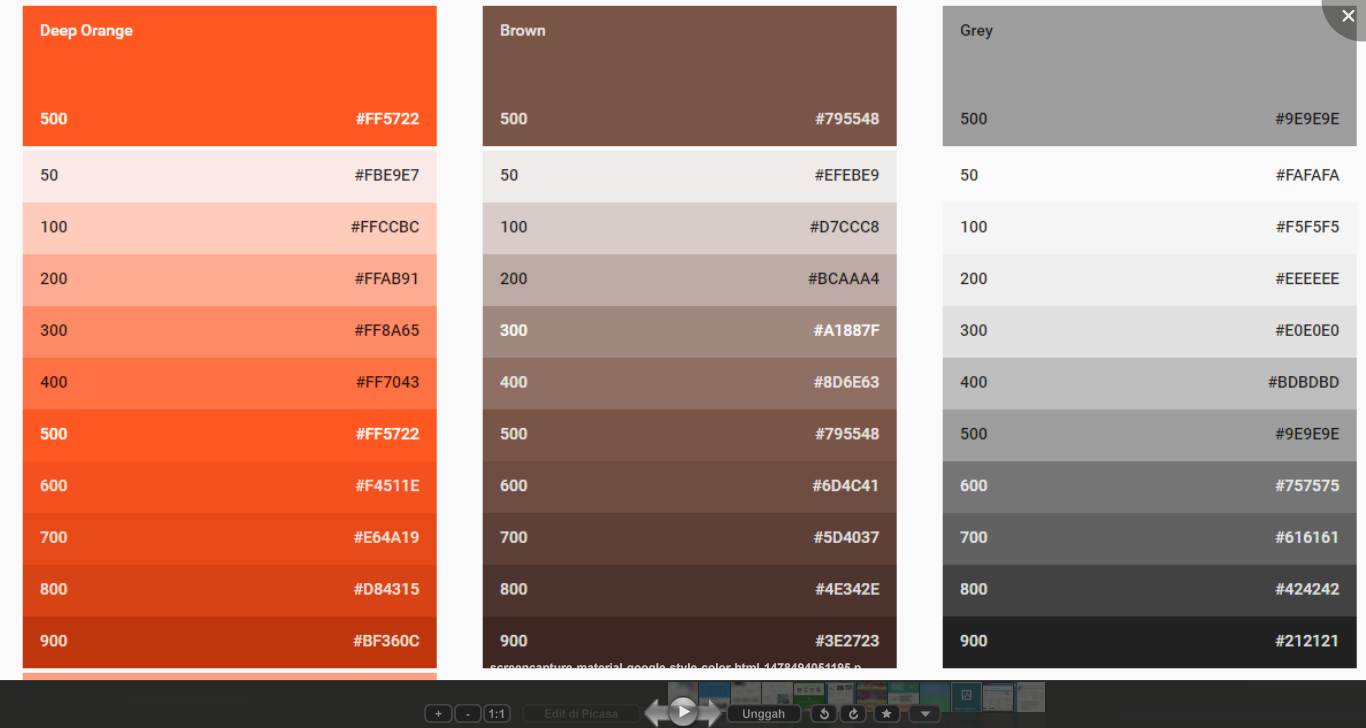 Deep Orange
500 #FF5722
50 #FBE9E7
100 #FFCCBC
200 #FFAB91
300 #FF8A65
400 #FF7043
500 #FF5722
600 #F4511E
700 #E64A19
800 #D84315
900 #BF360C
Brown
500 #795548
50 #EFEBE9
100 #D7CCC8
200 #BCAAA4
300 #A1887F
400 #8D6E63
500 #795548
600 #6D4C41
700 #5D4037
800 #4E342E
900 #3E2723
Grey
500 #9E9E9E
50 #FAFAFA
100 #F5F5F5
200 #EEEEEE
300 #E0E0E0
400 #BDBDBD
500 #9E9E9E
600 #757575
700 #616161
800 #424242
900 #212121
screencapture-material-google-style-color-html-1478494051195.p
+ - 1:1 Edit di Picasa Unggah